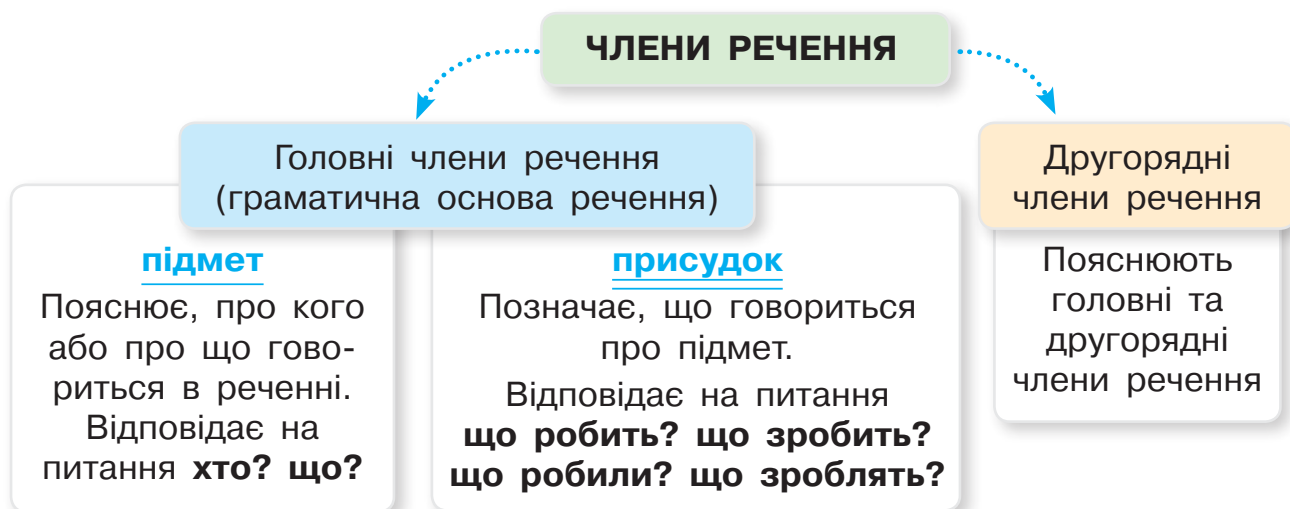 ЧЛЕНИ РЕЧЕННЯ
Головні члени речення
(граматична основа речення)
підмет
Пояснює, про кого
або про що гово-
риться в реченні.
Відповідає на
питання хто? що?
присудок
Позначає, що говориться
про підмет.
Відповідає на питання
що робить? що зробить?
що робили? що зроблять?
Другорядні
члени речення
Пояснюють
головні та
другорядні
члени речення